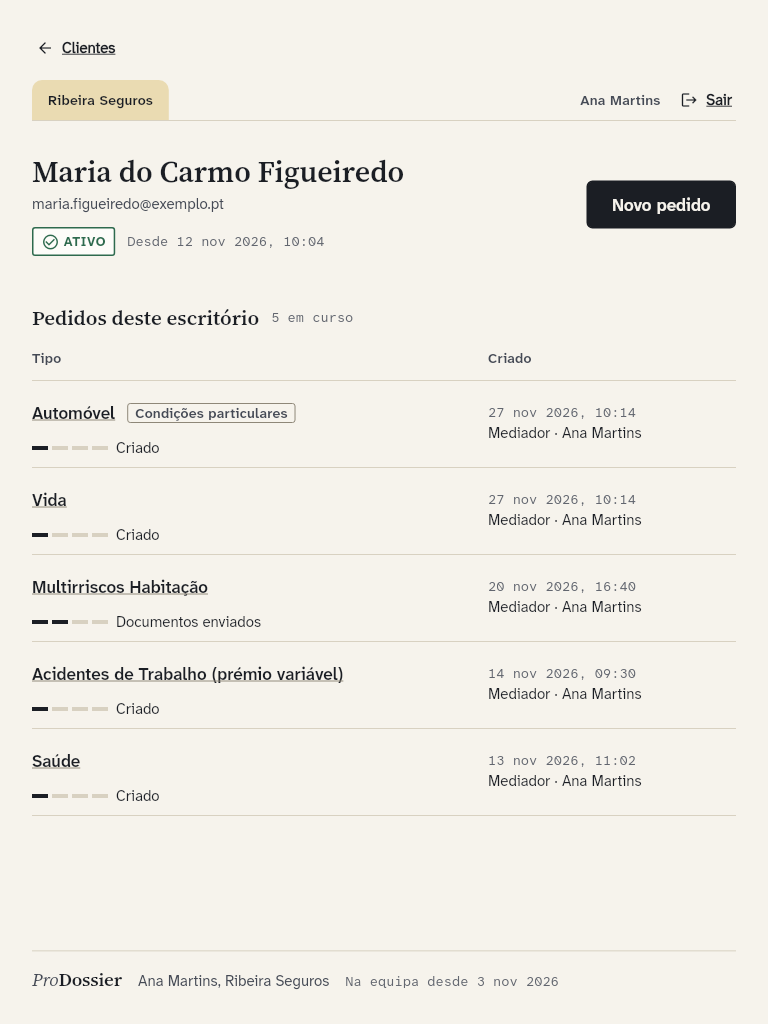 Clientes
Ribeira Seguros
Ana Martins
Sair
Maria do Carmo Figueiredo
maria.figueiredo@exemplo.pt
Novo pedido
ATIVO
Desde 12 nov 2026, 10:04
Pedidos deste escritório
5 em curso
Tipo
Criado
Automóvel
Condições particulares
27 nov 2026, 10:14
Mediador · Ana Martins
Criado
Vida
27 nov 2026, 10:14
Mediador · Ana Martins
Criado
Multirriscos Habitação
20 nov 2026, 16:40
Mediador · Ana Martins
Documentos enviados
Acidentes de Trabalho (prémio variável)
14 nov 2026, 09:30
Mediador · Ana Martins
Criado
Saúde
13 nov 2026, 11:02
Mediador · Ana Martins
Criado
ProDossier
Ana Martins, Ribeira Seguros
Na equipa desde 3 nov 2026